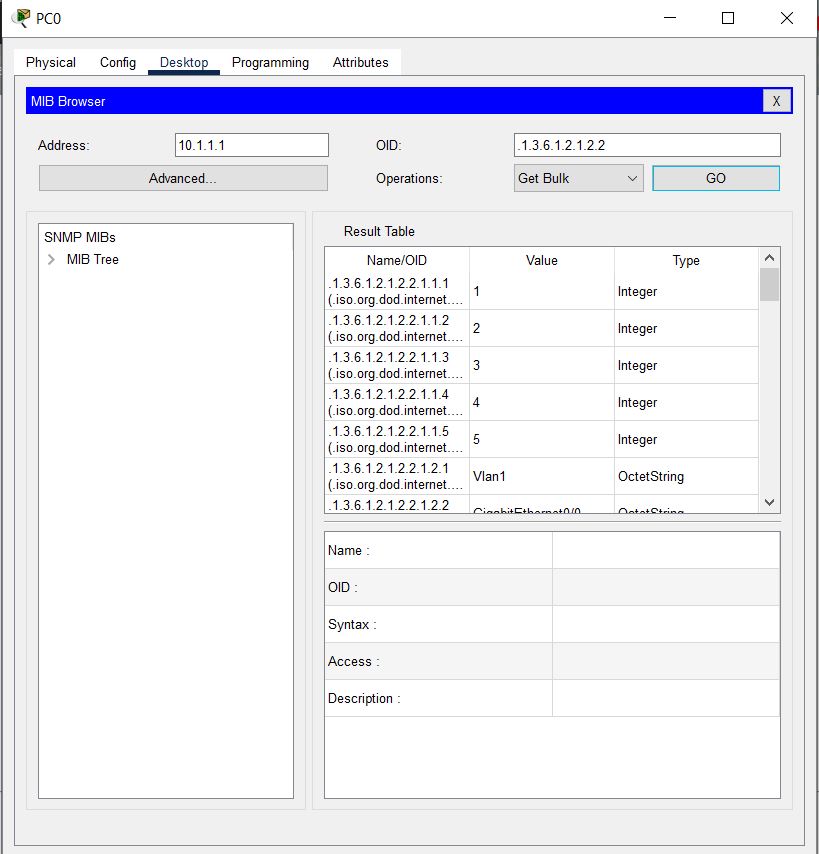 PC0
Physical Config Desktop Programming Attributes
MIB Browser X
Address: 10.1.1.1 OID: .1.3.6.1.2.1.2.2
Advanced... Operations: Get Bulk GO
SNMP MIBs
MIB Tree
Result Table
Name/OID Value Type
.1.3.6.1.2.1.2.2.1.1.1
(.iso.org.dod.internet.... 1 Integer
.1.3.6.1.2.1.2.2.1.1.2
(.iso.org.dod.internet.... 2 Integer
.1.3.6.1.2.1.2.2.1.1.3
(.iso.org.dod.internet.... 3 Integer
.1.3.6.1.2.1.2.2.1.1.4
(.iso.org.dod.internet.... 4 Integer
.1.3.6.1.2.1.2.2.1.1.5
(.iso.org.dod.internet.... 5 Integer
.1.3.6.1.2.1.2.2.1.2.1
(.iso.org.dod.internet.... Vlan1 OctetString
.1.3.6.1.2.1.2.2.1.2.2 GigabitEthernet0/0 OctetString
Name :
OID :
Syntax :
Access :
Description :